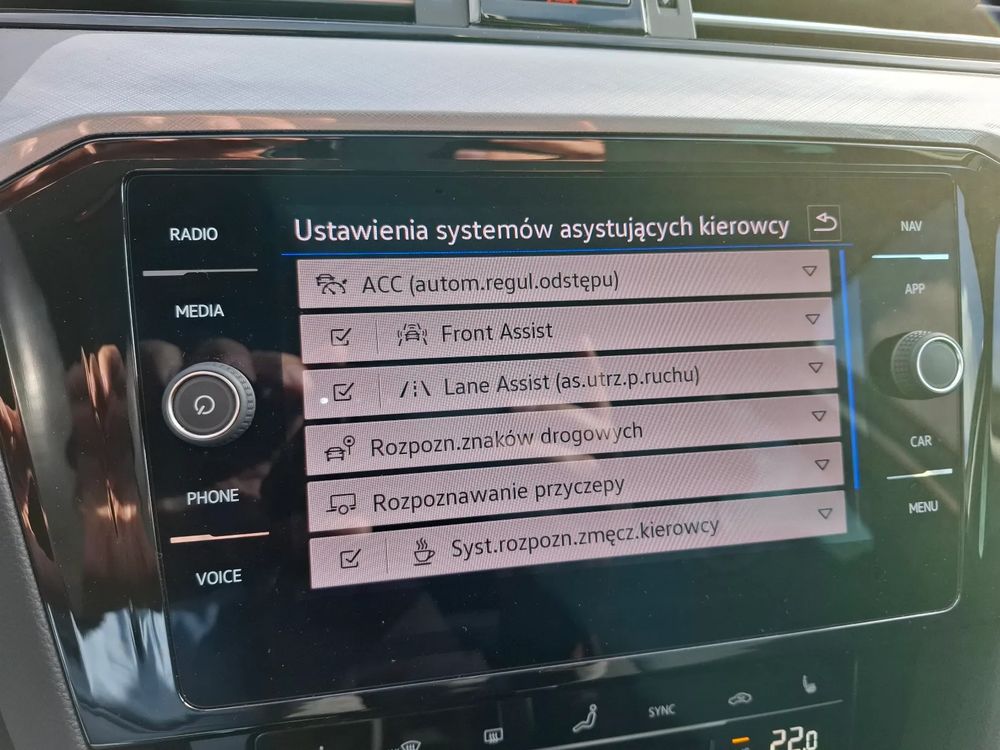 RADIO
MEDIA
PHONE
VOICE
Ustawienia systemów asystujących kierowcy
ACC (autom.regul.odstępu)
Front Assist
Lane Assist (as.utrz.p.ruchu)
Rozpozn.znaków drogowych
Rozpoznawanie przyczepy
Syst.rozpozn.zmęcz.kierowcy
NAV
APP
CAR
MENU
SYNC
22.0